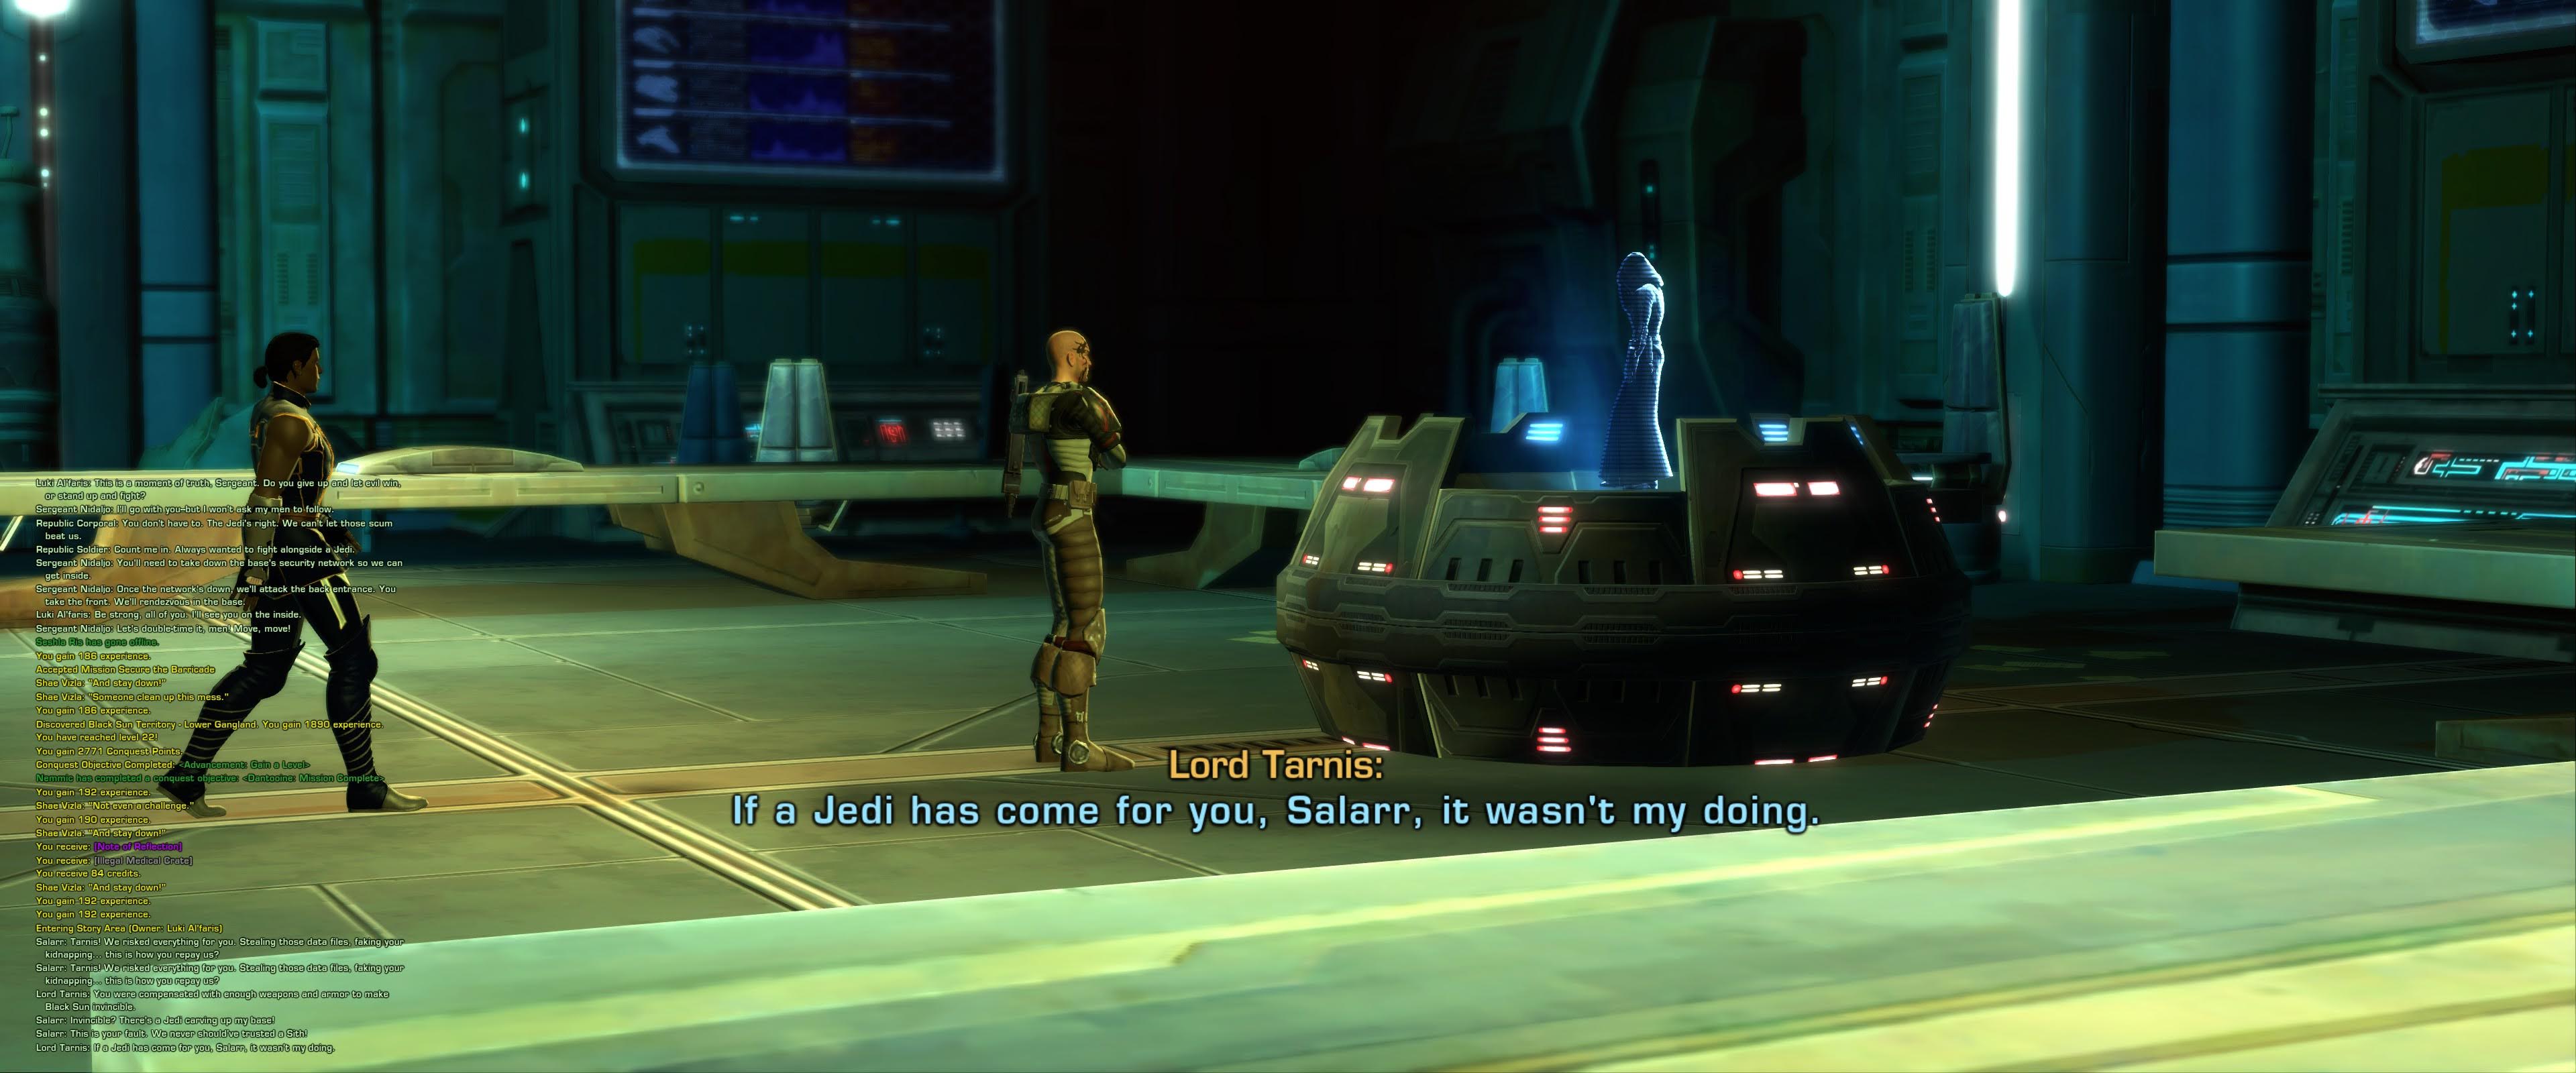 Luki Al'faris: This is a moment of truth, Sergeant. Do you give up and let evil win,
or stand up and fight?
Sergeant Nidaljo: I'll go with you–but I won't ask my men to follow.
Republic Corporal: You don't have to. The Jedi's right. We can't let those scum
beat us.
Republic Soldier: Count me in. Always wanted to fight alongside a Jedi.
Sergeant Nidaljo: You'll need to take down the base's security network so we can
get inside.
Sergeant Nidaljo: Once the network's down, we'll attack the back entrance. You
take the front. We'll rendezvous in the base.
Luki Al'faris: Be strong, all of you. I'll see you on the inside.
Sergeant Nidaljo: Let's double-time it, men! Move, move!
Seshla Ris has gone offline.
You gain 186 experience.
Accepted Mission Secure the Barricade
Shae Vizla: "And stay down!"
Shae Vizla: "Someone clean up this mess."
You gain 186 experience.
Discovered Black Sun Territory - Lower Gangland. You gain 1890 experience.
You have reached level 22!
You gain 2771 Conquest Points.
Conquest Objective Completed: <Advancement: Gain a Level>
Nemmic has completed a conquest objective: <Dantooine: Mission Complete>
You gain 192 experience.
Shae Vizla: "Not even a challenge."
You gain 190 experience.
Shae Vizla: "And stay down!"
You receive: [Note of Reflection]
You receive: [Illegal Medical Crate]
You receive 84 credits.
Shae Vizla: "And stay down!"
You gain 192 experience.
You gain 192 experience.
Entering Story Area (Owner: Luki Al'faris)
Salarr: Tarnis! We risked everything for you. Stealing those data files, faking your
kidnapping... this is how you repay us?
Salarr: Tarnis! We risked everything for you. Stealing those data files, faking your
kidnapping... this is how you repay us?
Lord Tarnis: You were compensated with enough weapons and armor to make
Black Sun invincible.
Salarr: Invincible? There's a Jedi carving up my base!
Salarr: This is your fault. We never should've trusted a Sith!
Lord Tarnis: If a Jedi has come for you, Salarr, it wasn't my doing.
Lord Tarnis:
If a Jedi has come for you, Salarr, it wasn't my doing.